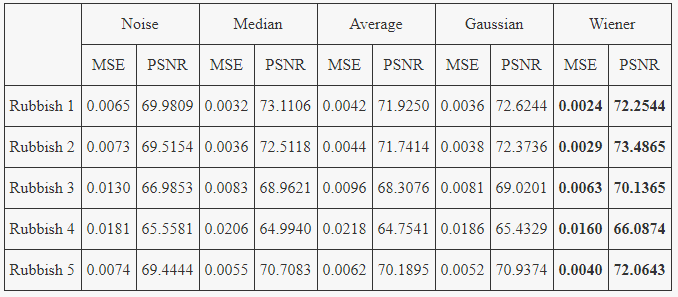 Noise Median Average Gaussian Wiener
MSE PSNR MSE PSNR MSE PSNR MSE PSNR MSE PSNR
Rubbish 1 0.0065 69.9809 0.0032 73.1106 0.0042 71.9250 0.0036 72.6244 0.0024 72.2544
Rubbish 2 0.0073 69.5154 0.0036 72.5118 0.0044 71.7414 0.0038 72.3736 0.0029 73.4865
Rubbish 3 0.0130 66.9853 0.0083 68.9621 0.0096 68.3076 0.0081 69.0201 0.0063 70.1365
Rubbish 4 0.0181 65.5581 0.0206 64.9940 0.0218 64.7541 0.0186 65.4329 0.0160 66.0874
Rubbish 5 0.0074 69.4444 0.0055 70.7083 0.0062 70.1895 0.0052 70.9374 0.0040 72.0643